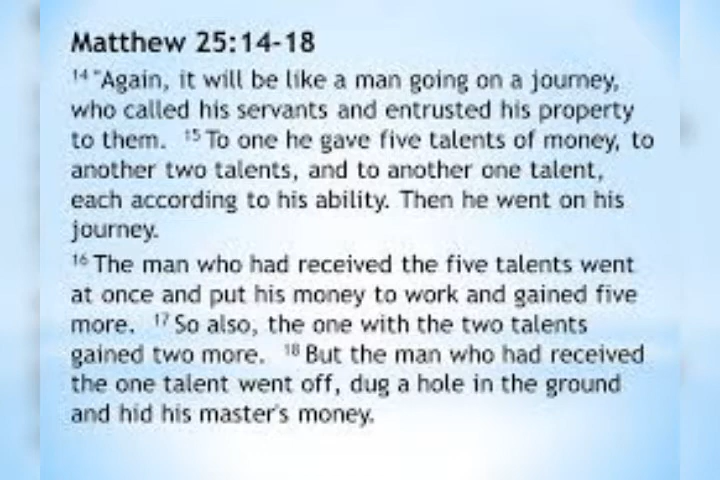 Matthew 25:14-18
14 "Again, it will be like a man going on a journey,
who called his servants and entrusted his property
to them. 15 To one he gave five talents of money, to
another two talents, and to another one talent,
each according to his ability. Then he went on his
journey.
16 The man who had received the five talents went
at once and put his money to work and gained five
more. 17 So also, the one with the two talents
gained two more. 18 But the man who had received
the one talent went off, dug a hole in the ground
and hid his master's money.